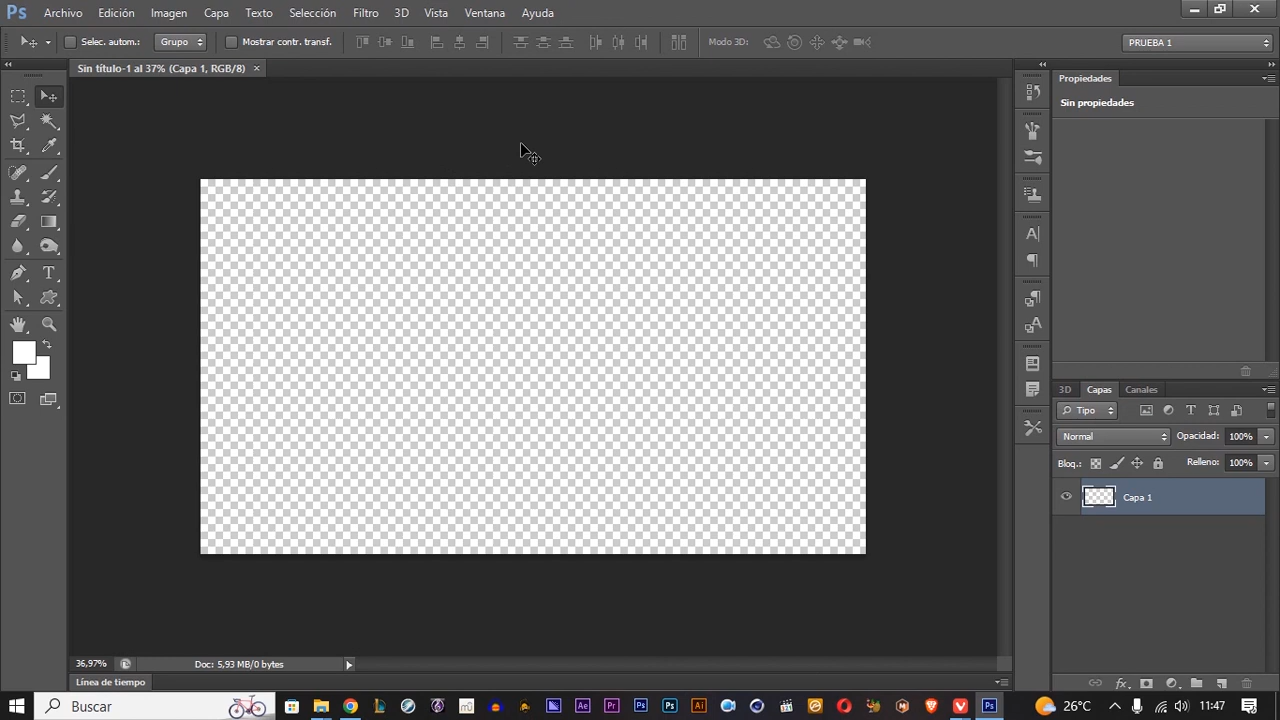 Ps Archivo Edición Imagen Capa Texto Selección Filtro 3D Vista Ventana Ayuda
Selec. autom.: Grupo Mostrar contr. transf. Modo 3D: PRUEBA 1
Sin título-1 al 37% (Capa 1, RGB/8) ×
Propiedades
Sin propiedades
3D Capas Canales
Tipo
Normal Opacidad: 100%
Bloq.: Relleno: 100%
Capa 1
36,97% Doc: 5,93 MB/0 bytes
Línea de tiempo
Buscar 26°C 11:47